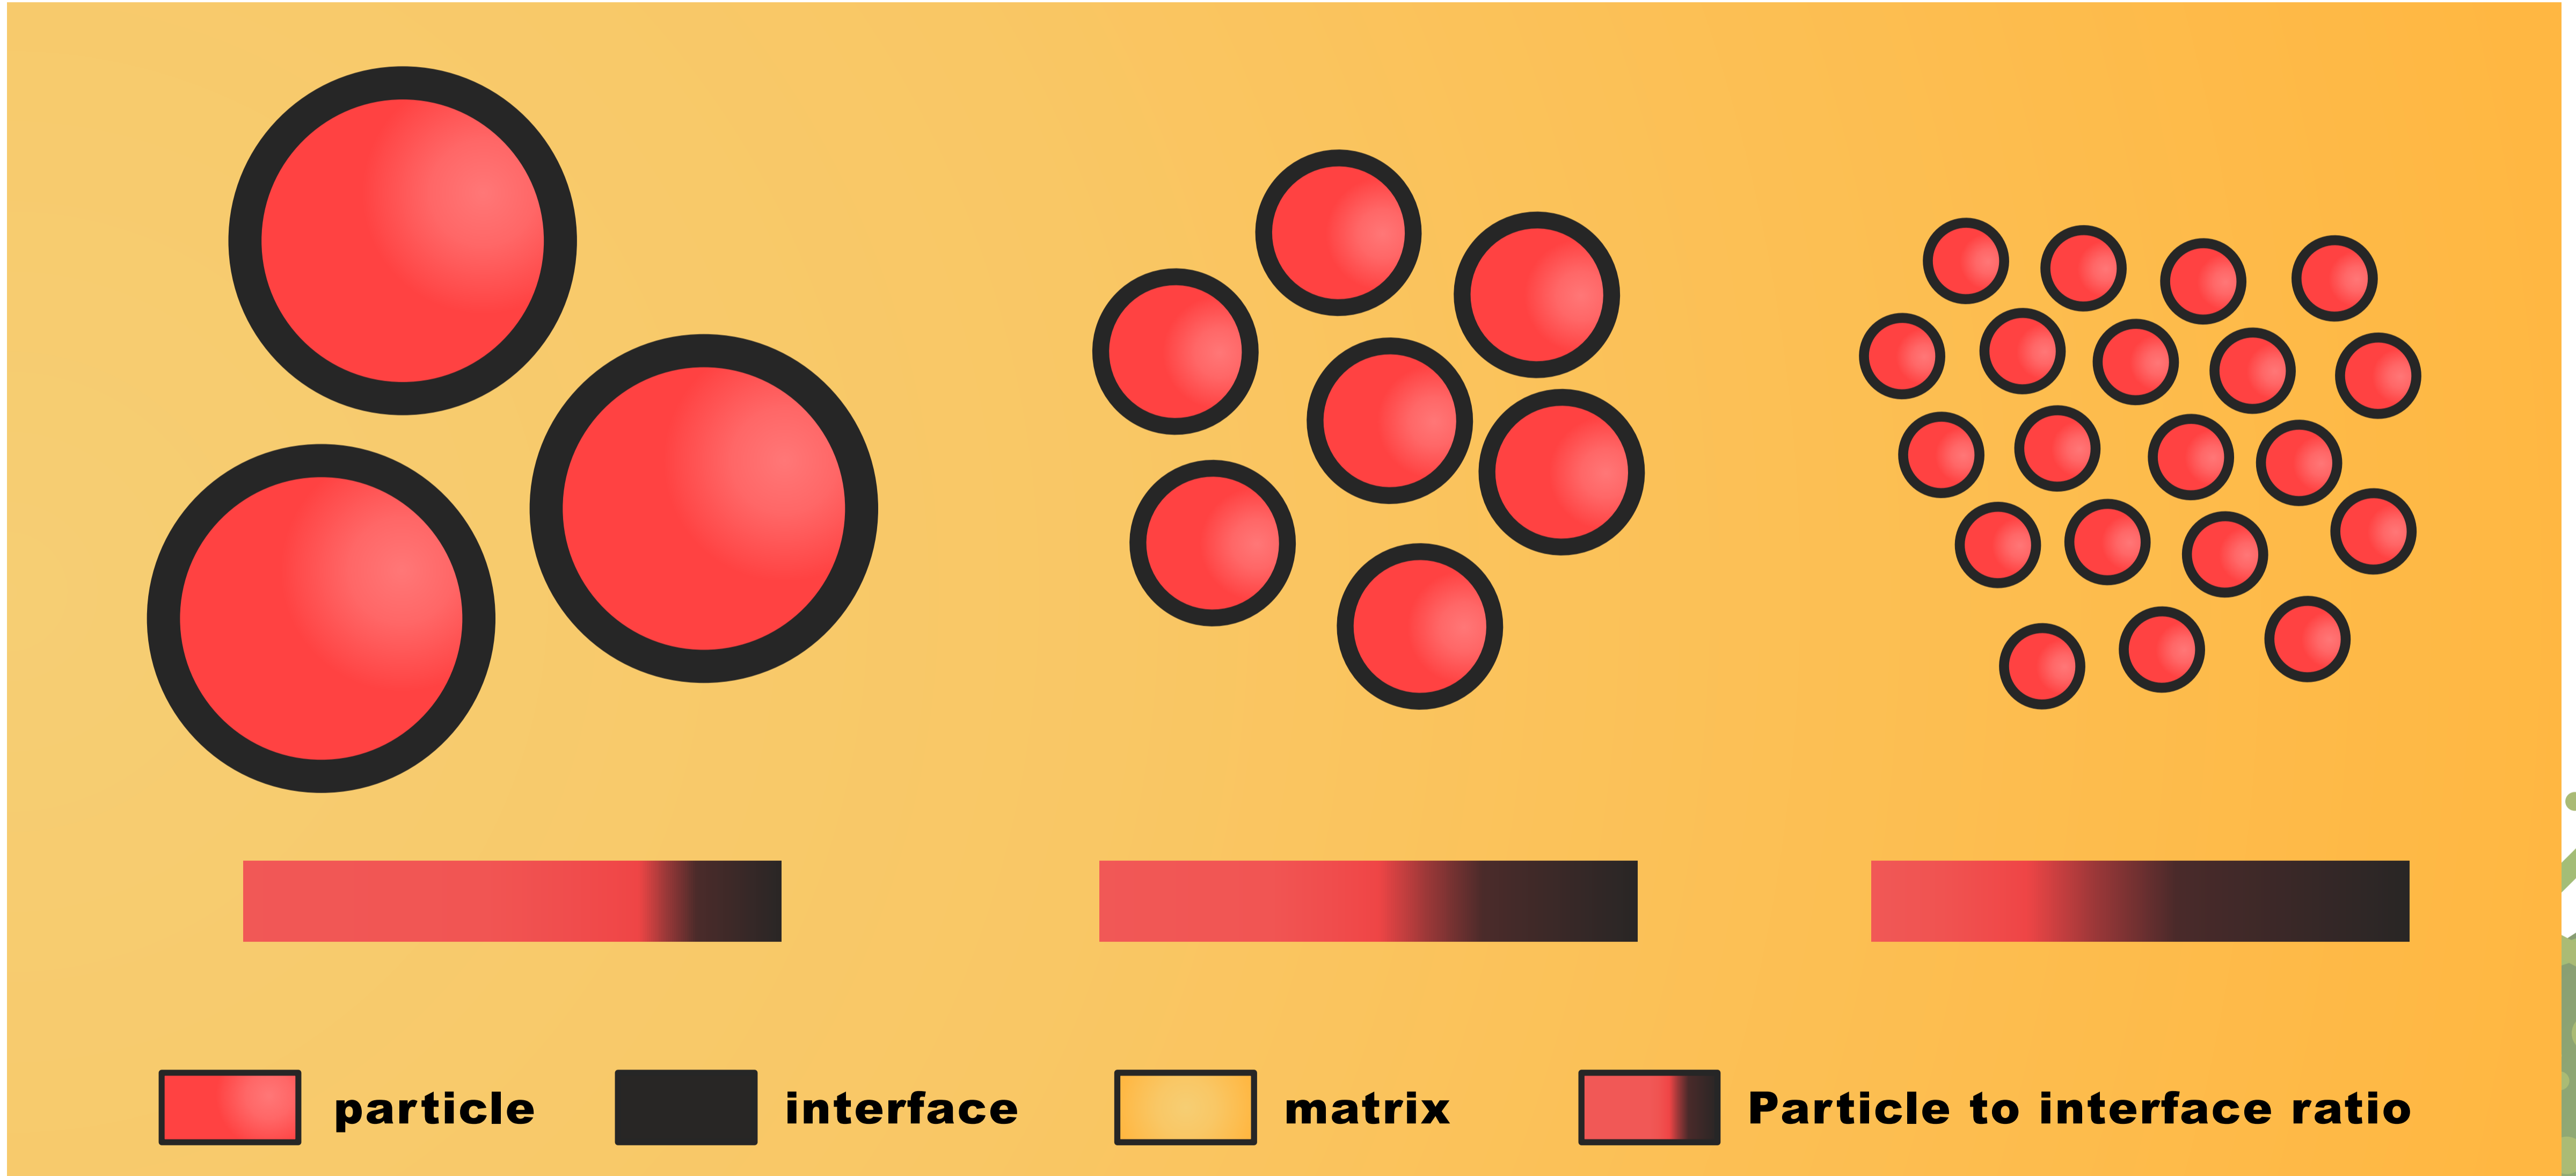 particle
interface
matrix
Particle to interface ratio